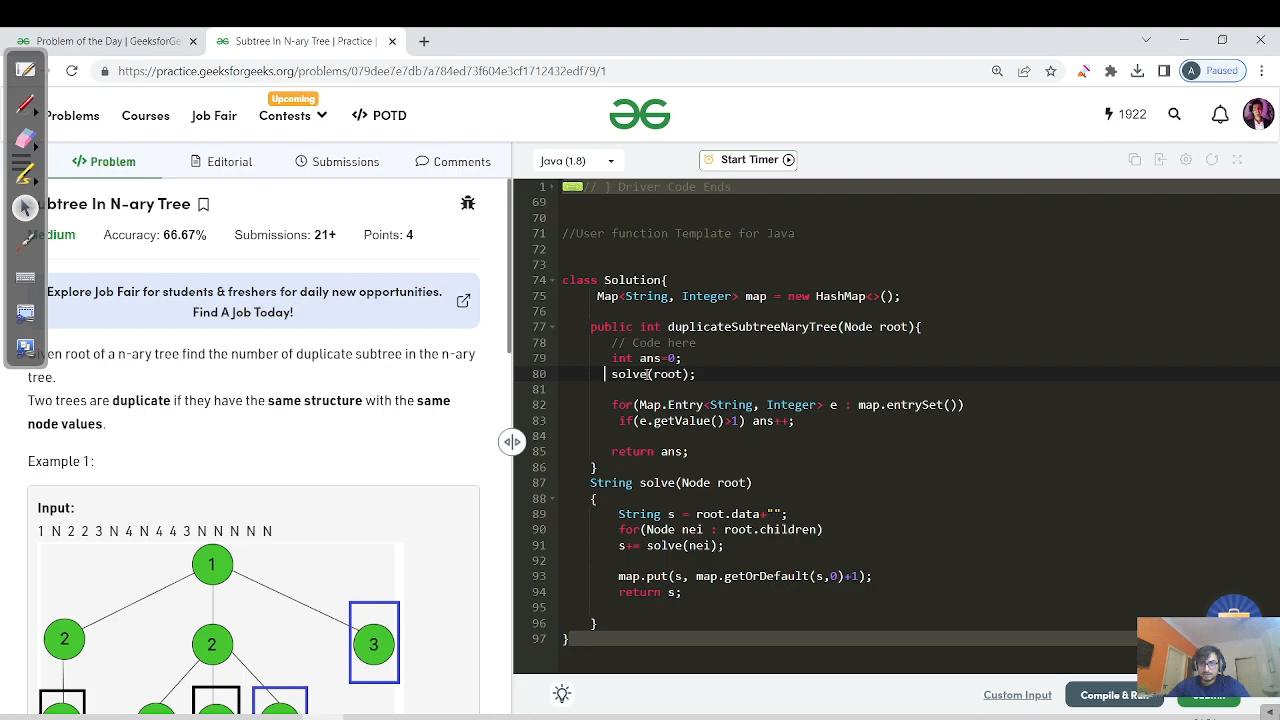 Problem of the Day | GeeksforGe
Subtree In N-ary Tree | Practice |
https://practice.geeksforgeeks.org/problems/079dee7e7db7a784ed73f604e3cf1712432edf79/1
A Paused
Problems
Courses
Job Fair
Upcoming
Contests
</> POTD
1922
</> Problem
Editorial
Submissions
Comments
Java (1.8)
Start Timer
Subtree In N-ary Tree
Medium
Accuracy: 66.67%
Submissions: 21+
Points: 4
Explore Job Fair for students & freshers for daily new opportunities.
Find A Job Today!
Given root of a n-ary tree find the number of duplicate subtree in the n-ary
tree.
Two trees are duplicate if they have the same structure with the same
node values.
Example 1:
Input:
1 N 2 2 3 N 4 N 4 4 3 N N N N N
1
2
2
3
1 // } Driver Code Ends
69
70
71 //User function Template for Java
72
73
74 class Solution{
75 Map<String, Integer> map = new HashMap<>();
76
77 public int duplicateSubtreeNaryTree(Node root){
78 // Code here
79 int ans=0;
80 solve(root);
81
82 for(Map.Entry<String, Integer> e : map.entrySet())
83 if(e.getValue()>1) ans++;
84
85 return ans;
86 }
87 String solve(Node root)
88 {
89 String s = root.data+"";
90 for(Node nei : root.children)
91 s+= solve(nei);
92
93 map.put(s, map.getOrDefault(s,0)+1);
94 return s;
95
96 }
97 }
Custom Input
Compile & Run